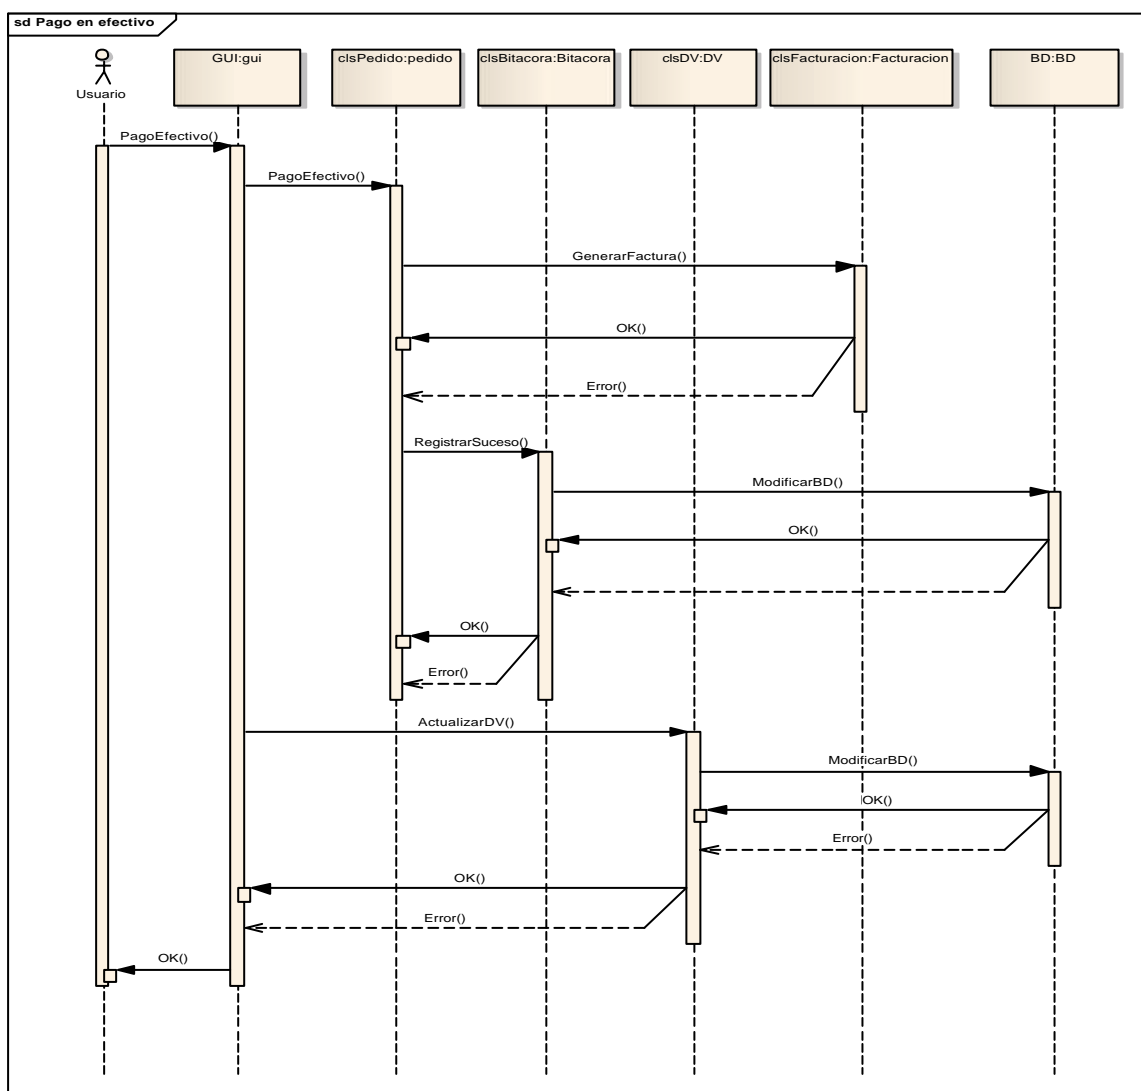 sd Pago en efectivo
Usuario
GUI:gui
clsPedido:pedido
clsBitacora:Bitacora
clsDV:DV
clsFacturacion:Facturacion
BD:BD
PagoEfectivo()
PagoEfectivo()
GenerarFactura()
OK()
Error()
RegistrarSuceso()
ModificarBD()
OK()
OK()
Error()
ActualizarDV()
ModificarBD()
OK()
Error()
OK()
Error()
OK()